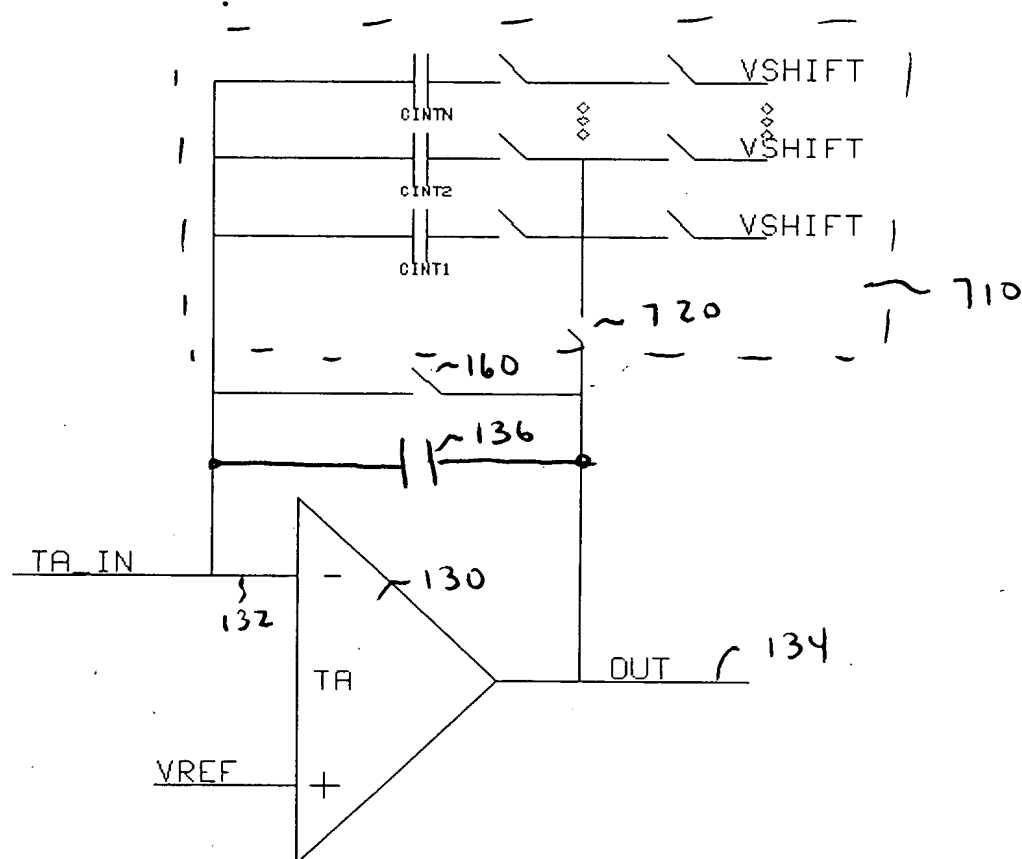 VSHIFT
CINTN
VSHIFT
CINT2
VSHIFT
CINT1
710
720
160
136
TA_IN
-
130
132
TA
OUT
134
VREF
+